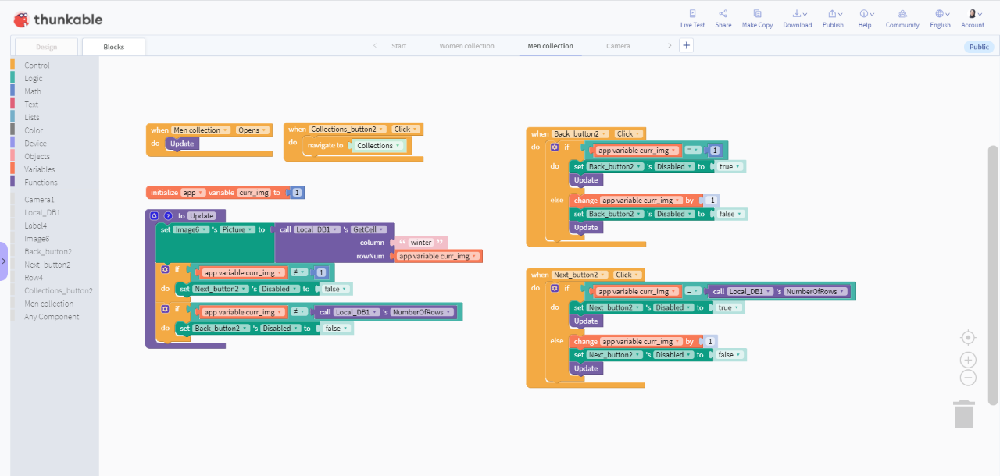 thunkable
Live Test Share Make Copy Download Publish Help Community English Account
Design Blocks
Start Women collection Men collection Camera
Public
Control
Logic
Math
Text
Lists
Color
Device
Objects
Variables
Functions
Camera1
Local_DB1
Label4
Image6
Back_button2
Next_button2
Row4
Collections_button2
Men collection
Any Component
when Men collection Opens
do Update
when Collections_button2 Click
do navigate to Collections
initialize app variable curr_img to 1
? to Update
set Image6 's Picture to call Local_DB1 's GetCell
column “ winter ”
rowNum app variable curr_img
if app variable curr_img ≠ 1
do set Next_button2 's Disabled to false
if app variable curr_img ≠ call Local_DB1 's NumberOfRows
do set Back_button2 's Disabled to false
when Back_button2 Click
do if app variable curr_img = 1
do set Back_button2 's Disabled to true
Update
else change app variable curr_img by -1
set Back_button2 's Disabled to false
Update
when Next_button2 Click
do if app variable curr_img = call Local_DB1 's NumberOfRows
do set Next_button2 's Disabled to true
Update
else change app variable curr_img by 1
set Next_button2 's Disabled to false
Update